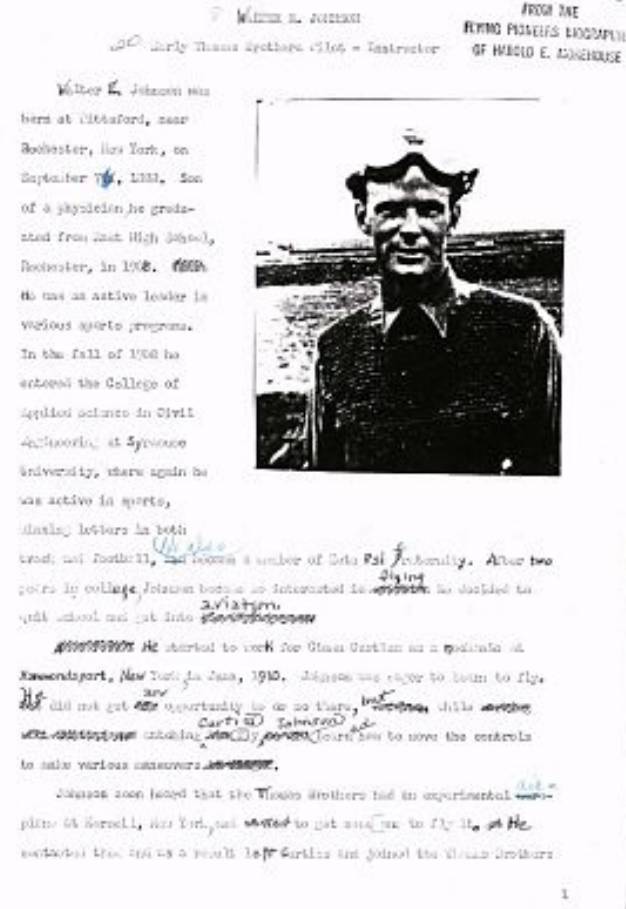 WALTER E. JOHNSON
FROM THE
FLYING PIONEERS BIOGRAPHIES
OF HAROLD E. MOREHOUSE
Early Thomas Brothers Pilot - Instructor
Walter E. Johnson was
born at Pittsford, near
Rochester, New York, on
September Son
of a physician he gradu-
ated from East High School,
Rochester, in 1908.
He was an active leader in
various sports programs.
In the fall of 1908 he
entered the College of
applied science in Civil
Engineering at Syracuse
University, where again he
was active in sports,
winning letters in both
track and football, He also became a member of Psi fraternity. After two
years in college, Johnson became so interested in flying he decided to
quit school and get into aviation
He started to work for Glenn Curtiss as a mechanic at
Hammondsport, New York in June, 1910. Johnson was eager to learn to fly.
He did not get any opportunity to do so there, but while
watching Curtiss fly, Johnson learned how to move the controls
to make various maneuvers.
Johnson soon heard that the Thomas Brothers had an experimental air-
plane at Hornell, New York, and wanted to get someone to fly it. He
contacted them and as a result left Curtiss and joined the Thomas Brothers
1